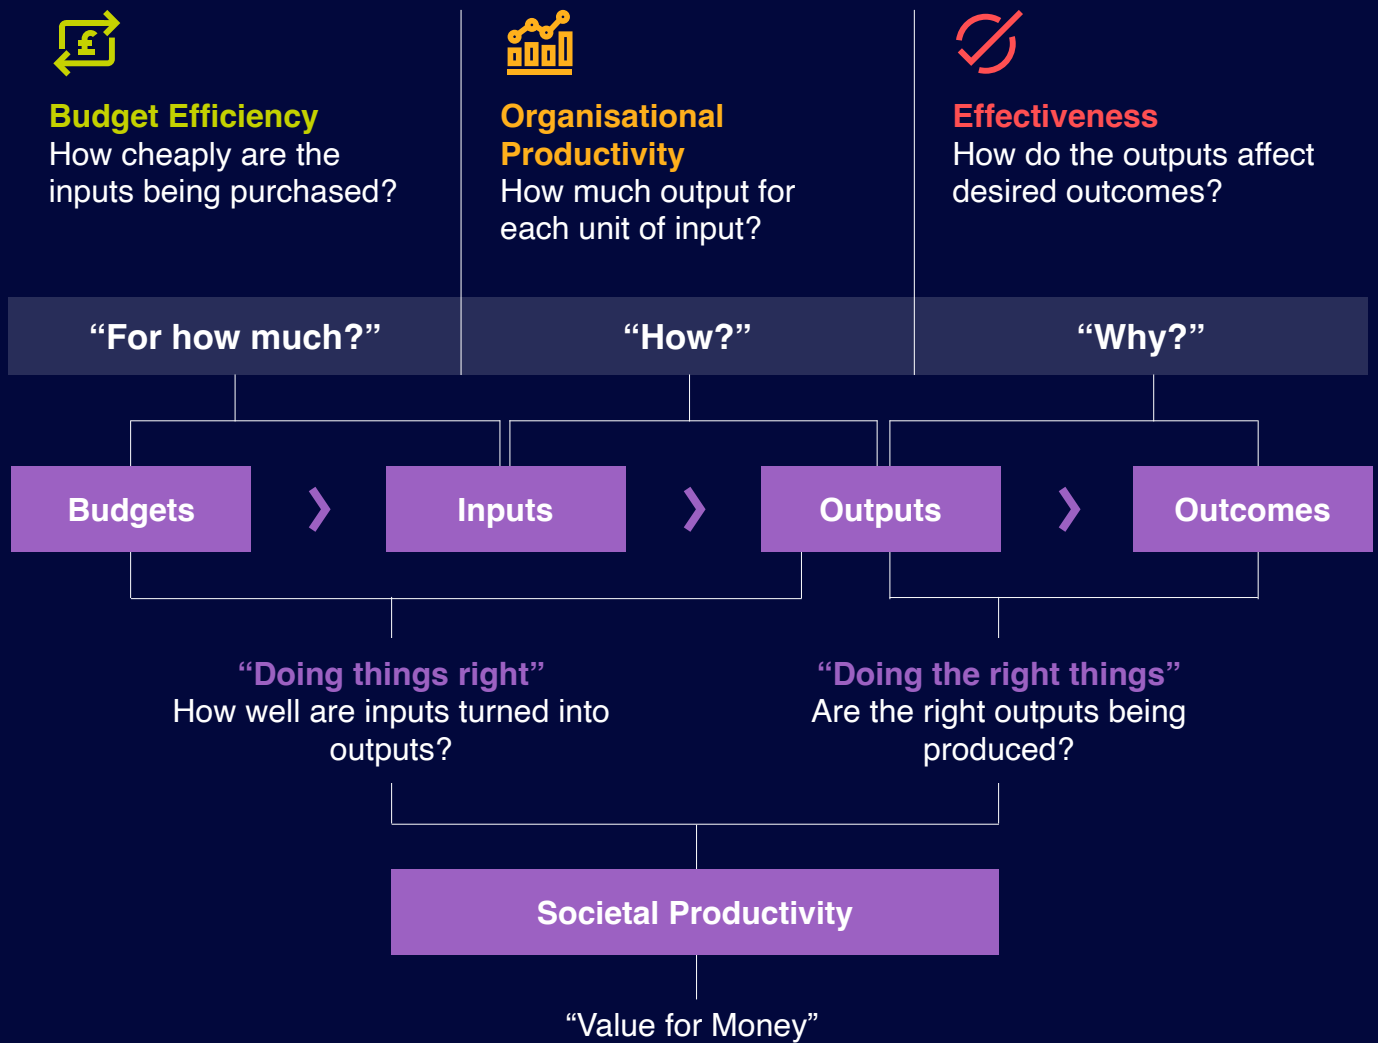 Budget Efficiency
How cheaply are the
inputs being purchased?
Organisational
Productivity
How much output for
each unit of input?
Effectiveness
How do the outputs affect
desired outcomes?
“For how much?”
“How?”
“Why?”
Budgets
Inputs
Outputs
Outcomes
“Doing things right”
How well are inputs turned into
outputs?
“Doing the right things”
Are the right outputs being
produced?
Societal Productivity
“Value for Money”